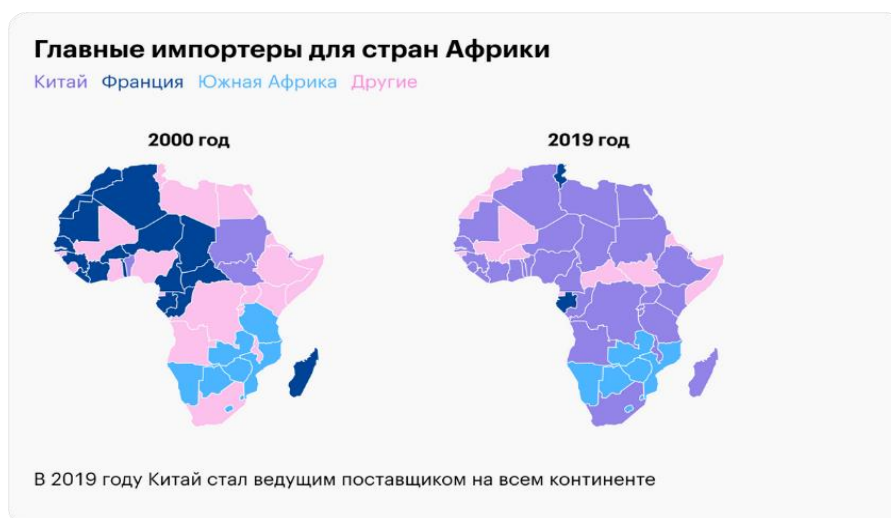 Главные импортеры для стран Африки
Китай Франция Южная Африка Другие
2000 год
2019 год
В 2019 году Китай стал ведущим поставщиком на всем континенте